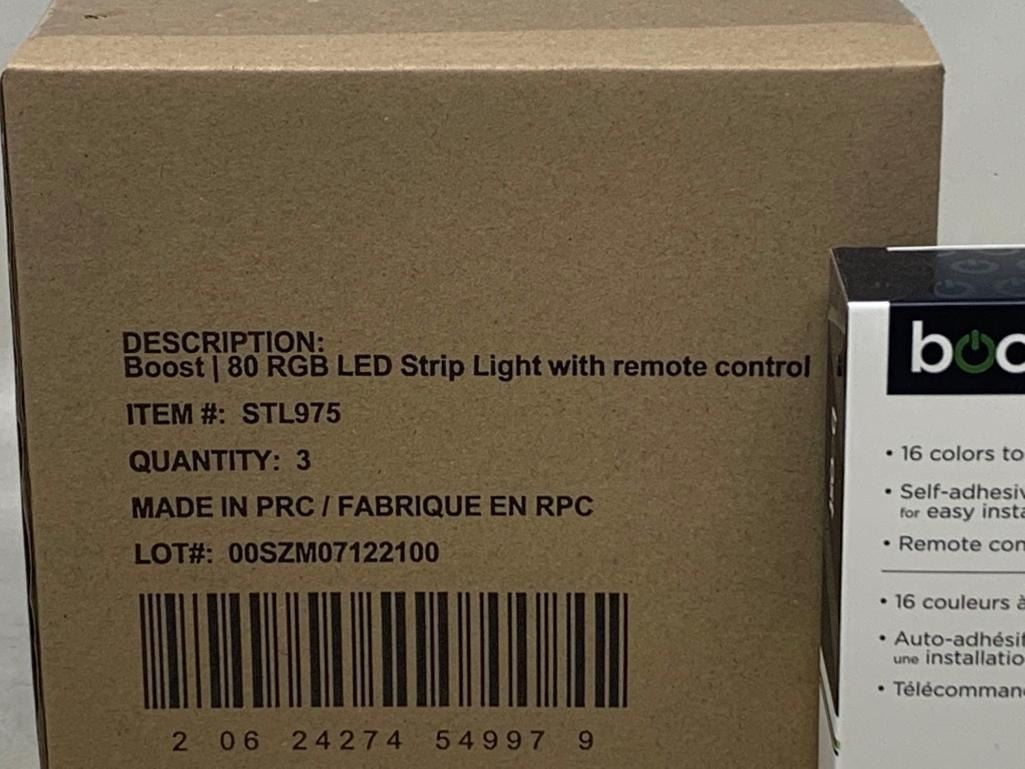 DESCRIPTION:
Boost | 80 RGB LED Strip Light with remote control
ITEM #: STL975
QUANTITY: 3
MADE IN PRC / FABRIQUE EN RPC
LOT#: 00SZM07122100
2 06 24274 54997 9
• 16 colors to
• Self-adhesiv
for easy insta
• Remote con
• 16 couleurs à
• Auto-adhésif
une installatio
• Télécomman